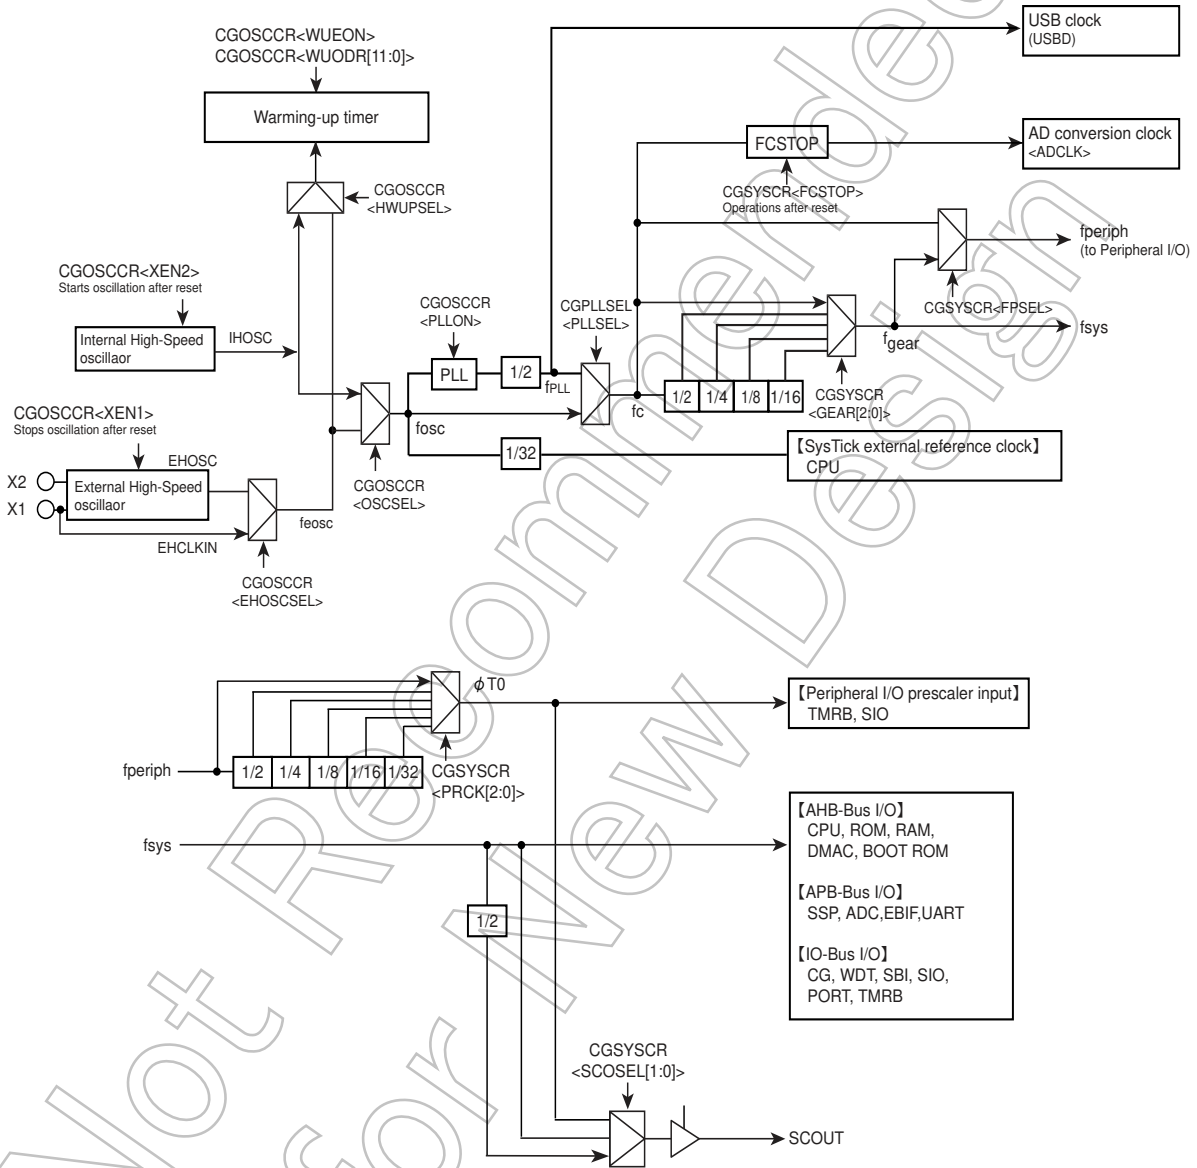 CGOSCCR<WUEON>
CGOSCCR<WUODR[11:0]>
Warming-up timer
CGOSCCR
<HWUPSEL>
USB clock
(USBD)
FCSTOP
AD conversion clock
<ADCLK>
CGSYSCR<FCSTOP>
Operations after reset
fperiph
(to Peripheral I/O)
CGSYSCR<FPSEL>
CGOSCCR<XEN2>
Starts oscillation after reset
Internal High-Speed
oscillaor
IHOSC
CGOSCCR
<PLLON>
CGPLLSEL
<PLLSEL>
PLL
1/2
fPLL
fosc
fc
1/2
1/4
1/8
1/16
fgear
fsys
CGSYSCR
<GEAR[2:0]>
CGOSCCR<XEN1>
Stops oscillation after reset
EHOSC
X2
X1
External High-Speed
oscillaor
EHCLKIN
feosc
CGOSCCR
<EHOSCSEL>
CGOSCCR
<OSCSEL>
1/32
【SysTick external reference clock】
CPU
ϕT0
【Peripheral I/O prescaler input】
TMRB, SIO
fperiph
1/2
1/4
1/8
1/16
1/32
CGSYSCR
<PRCK[2:0]>
fsys
1/2
【AHB-Bus I/O】
CPU, ROM, RAM,
DMAC, BOOT ROM
【APB-Bus I/O】
SSP, ADC,EBIF,UART
【IO-Bus I/O】
CG, WDT, SBI, SIO,
PORT, TMRB
CGSYSCR
<SCOSEL[1:0]>
SCOUT
Not Recommended
for New Design